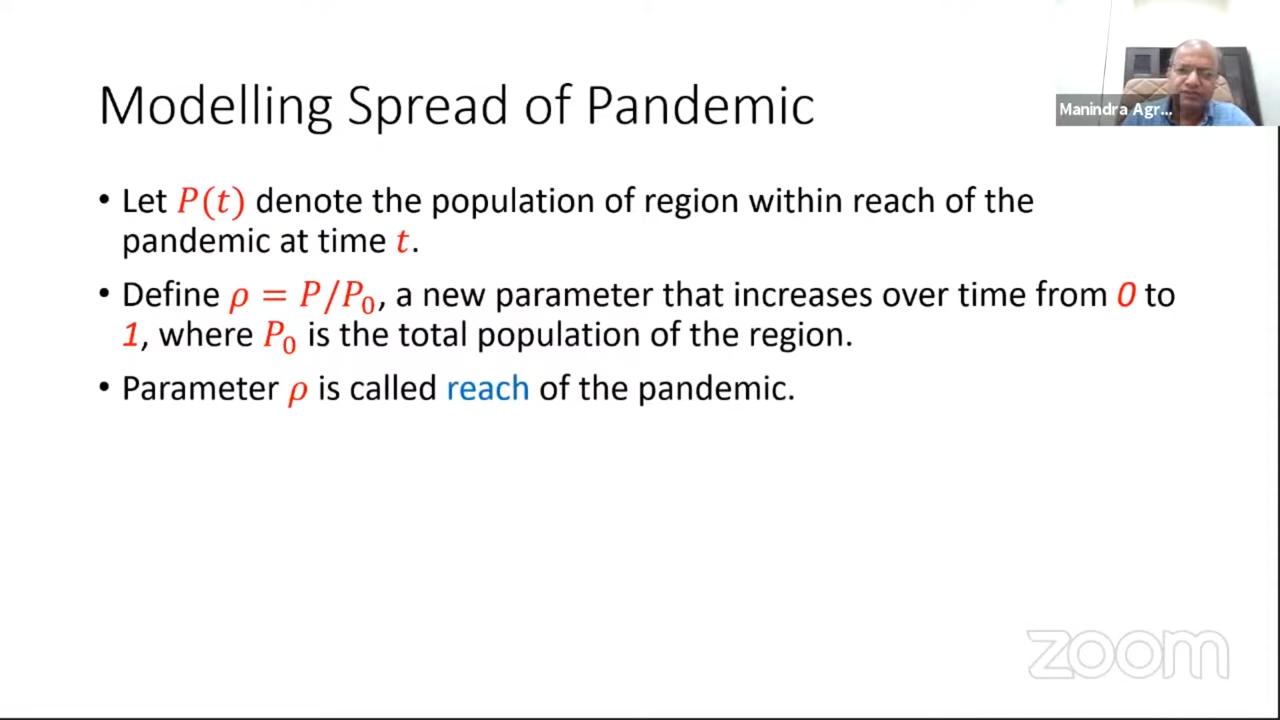 Modelling Spread of Pandemic
Manindra Agr...
• Let P(t) denote the population of region within reach of the
pandemic at time t.
• Define ρ = P/P₀, a new parameter that increases over time from 0 to
1, where P₀ is the total population of the region.
• Parameter ρ is called reach of the pandemic.
zoom